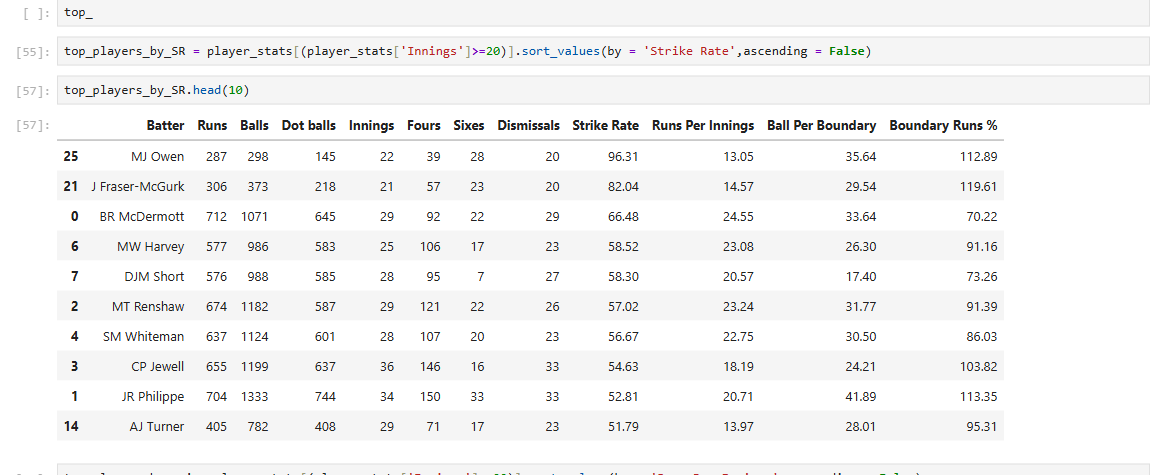 [ ]: top_
[55]: top_players_by_SR = player_stats[(player_stats['Innings']>=20)].sort_values(by = 'Strike Rate',ascending = False)
[57]: top_players_by_SR.head(10)
[57]: Batter Runs Balls Dot balls Innings Fours Sixes Dismissals Strike Rate Runs Per Innings Ball Per Boundary Boundary Runs %
25 MJ Owen 287 298 145 22 39 28 20 96.31 13.05 35.64 112.89
21 J Fraser-McGurk 306 373 218 21 57 23 20 82.04 14.57 29.54 119.61
0 BR McDermott 712 1071 645 29 92 22 29 66.48 24.55 33.64 70.22
6 MW Harvey 577 986 583 25 106 17 23 58.52 23.08 26.30 91.16
7 DJM Short 576 988 585 28 95 7 27 58.30 20.57 17.40 73.26
2 MT Renshaw 674 1182 587 29 121 22 26 57.02 23.24 31.77 91.39
4 SM Whiteman 637 1124 601 28 107 20 23 56.67 22.75 30.50 86.03
3 CP Jewell 655 1199 637 36 146 16 33 54.63 18.19 24.21 103.82
1 JR Philippe 704 1333 744 34 150 33 33 52.81 20.71 41.89 113.35
14 AJ Turner 405 782 408 29 71 17 23 51.79 13.97 28.01 95.31